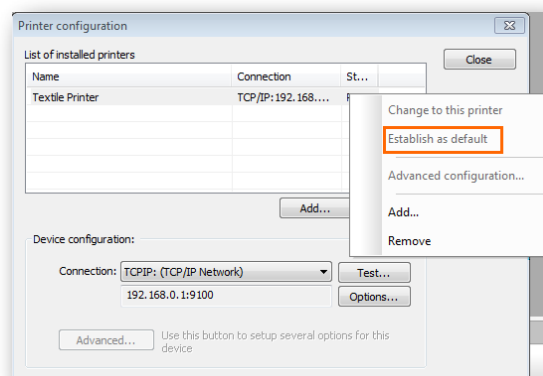 Printer configuration
List of installed printers
Close
Name Connection St...
Textile Printer TCP/IP:192.168....
Change to this printer
Establish as default
Advanced configuration...
Add...
Remove
Add...
Device configuration:
Connection: TCPIP: (TCP/IP Network) Test...
192.168.0.1:9100 Options...
Advanced... Use this button to setup several options for this
device